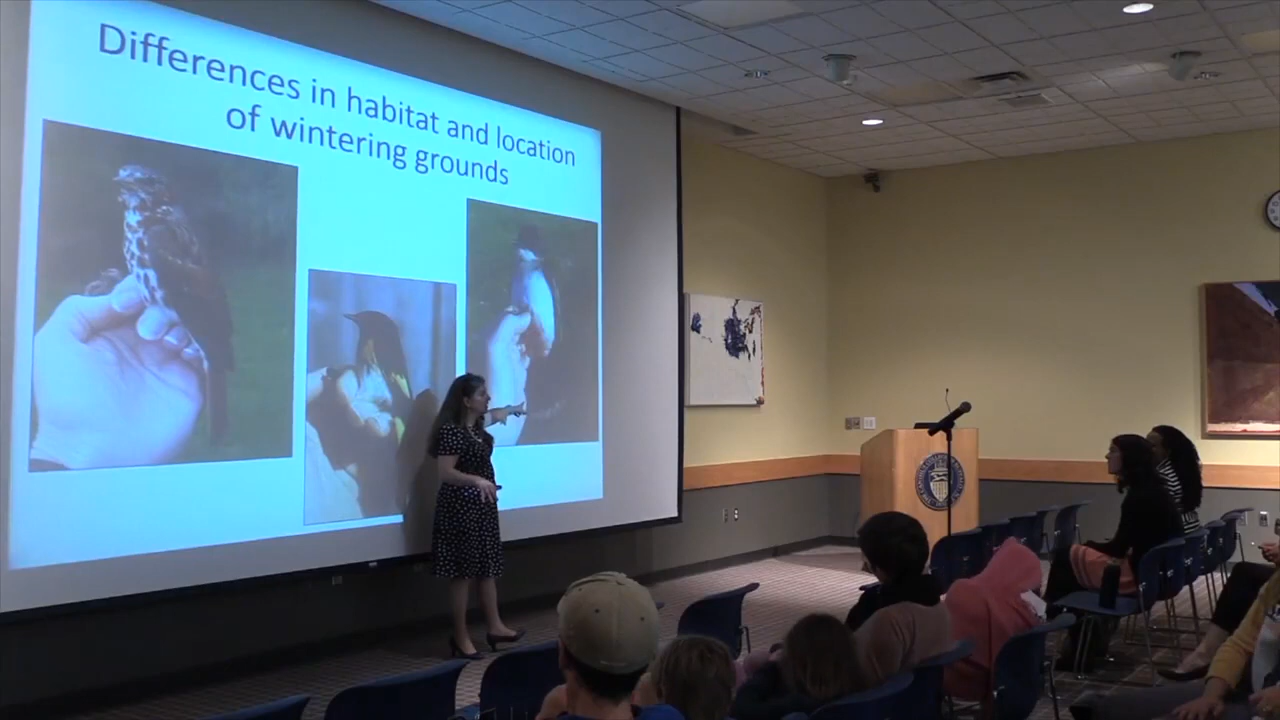 Differences in habitat and location
of wintering grounds